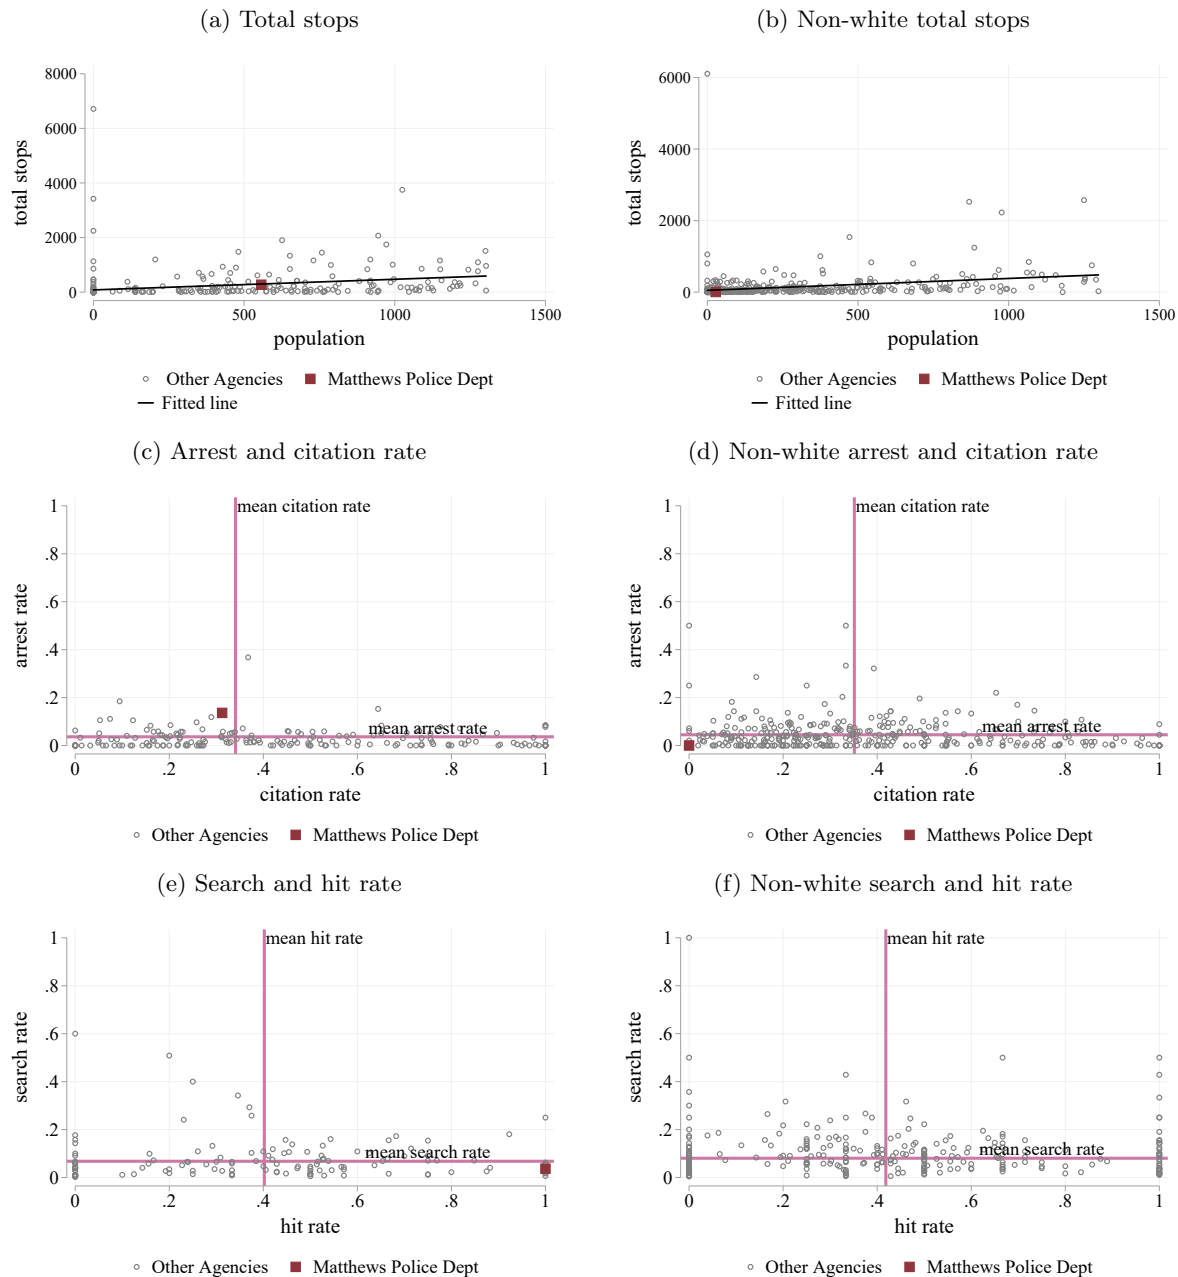 (a) Total stops
(b) Non-white total stops
8000
6000
4000
2000
0
total stops
0 500 1000 1500
population
Other Agencies Matthews Police Dept
Fitted line
6000
4000
2000
0
total stops
0 500 1000 1500
population
Other Agencies Matthews Police Dept
Fitted line
(c) Arrest and citation rate
(d) Non-white arrest and citation rate
1
.8
.6
.4
.2
0
arrest rate
mean citation rate
mean arrest rate
0 .2 .4 .6 .8 1
citation rate
Other Agencies Matthews Police Dept
1
.8
.6
.4
.2
0
arrest rate
mean citation rate
mean arrest rate
0 .2 .4 .6 .8 1
citation rate
Other Agencies Matthews Police Dept
(e) Search and hit rate
(f) Non-white search and hit rate
1
.8
.6
.4
.2
0
search rate
mean hit rate
mean search rate
0 .2 .4 .6 .8 1
hit rate
Other Agencies Matthews Police Dept
1
.8
.6
.4
.2
0
search rate
mean hit rate
mean search rate
0 .2 .4 .6 .8 1
hit rate
Other Agencies Matthews Police Dept